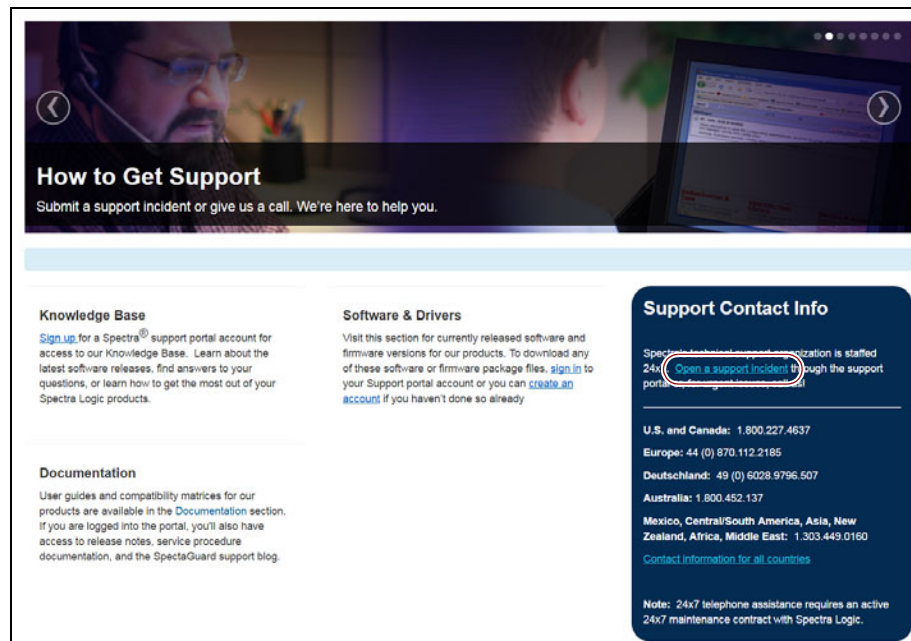 How to Get Support
Submit a support incident or give us a call. We're here to help you.
Knowledge Base
Sign up for a Spectra® support portal account for
access to our Knowledge Base. Learn about the
latest software releases, find answers to your
questions, or learn how to get the most out of your
Spectra Logic products.
Software & Drivers
Visit this section for currently released software and
firmware versions for our products. To download any
of these software or firmware package files, sign in to
your Support portal account or you can create an
account if you haven't done so already
Documentation
User guides and compatibility matrices for our
products are available in the Documentation section.
If you are logged into the portal, you'll also have
access to release notes, service procedure
documentation, and the SpectaGuard support blog.
Support Contact Info
technical support organization is staffed
Open a support incident through the support
portal
U.S. and Canada: 1.800.227.4637
Europe: 44 (0) 870.112.2185
Deutschland: 49 (0) 6028.9796.507
Australia: 1.800.452.137
Mexico, Central/South America, Asia, New
Zealand, Africa, Middle East: 1.303.449.0160
Contact information for all countries
Note: 24x7 telephone assistance requires an active
24x7 maintenance contract with Spectra Logic.